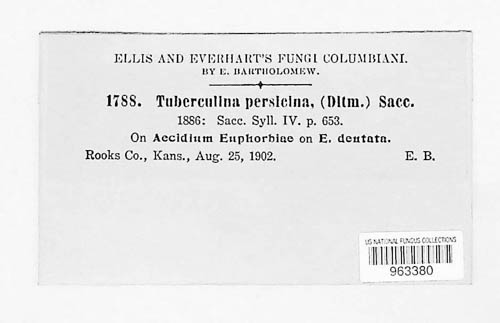 ELLIS AND EVERHART'S FUNGI COLUMBIANI.
BY E. BARTHOLOMEW.
1788. Tuberculina persicina, (Ditm.) Sacc.
1886: Sacc. Syll. IV. p. 653.
On Aecidium Euphorbiae on E. dentata.
Rooks Co., Kans., Aug. 25, 1902. E. B.
US NATIONAL FUNGUS COLLECTIONS
963380